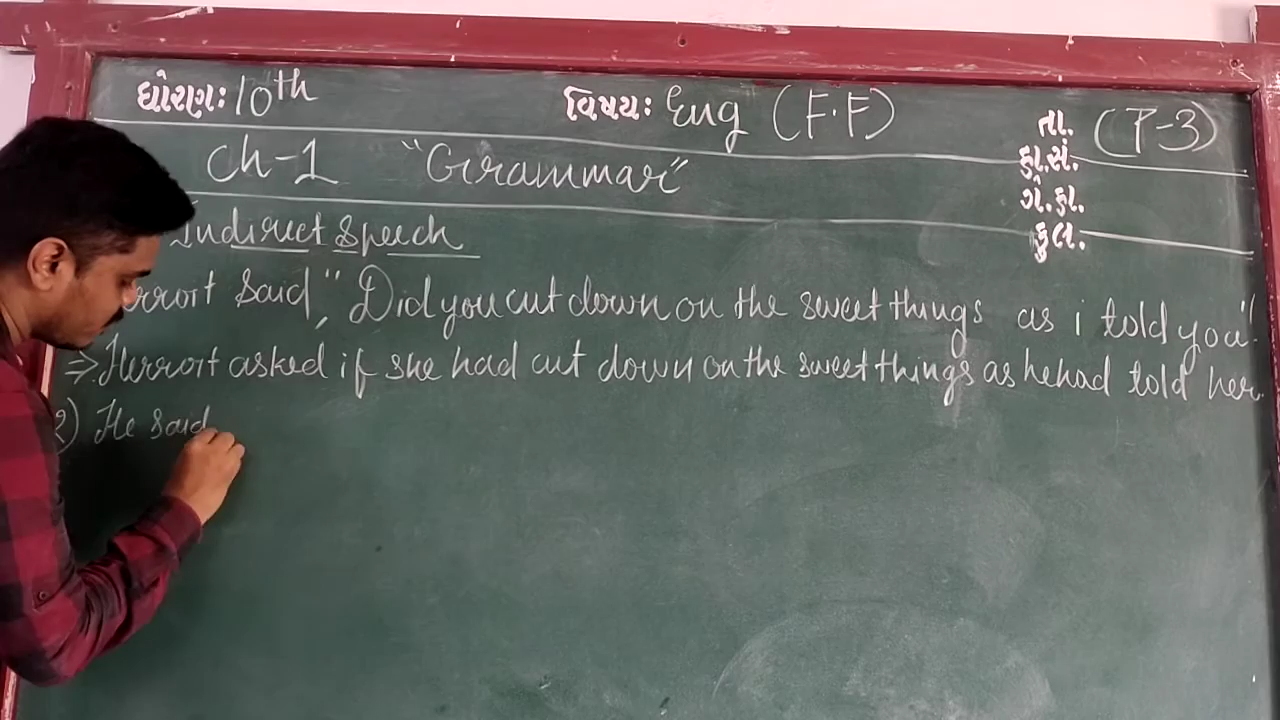 ધોરણ: 10th વિષય: Eng (F.F) તા. (P-3)
Ch-1 "Grammar" હા.સં.
ગે.હા.
Indirect Speech કુલ.
said, "Did you cut down on the sweet things as i told you".
⇒ Herroit asked if she had cut down on the sweet things as he had told her.
2) He said